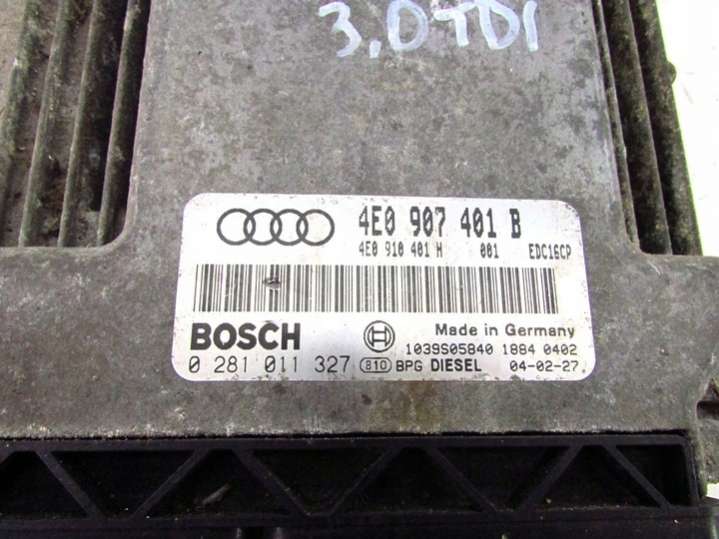 3.0TDI
4E0 907 401 B
4E0 910 401 H 001 EDC16CP
BOSCH Made in Germany
1039S05840 1884 0402
0 281 011 327 810 BPG DIESEL 04-02-27